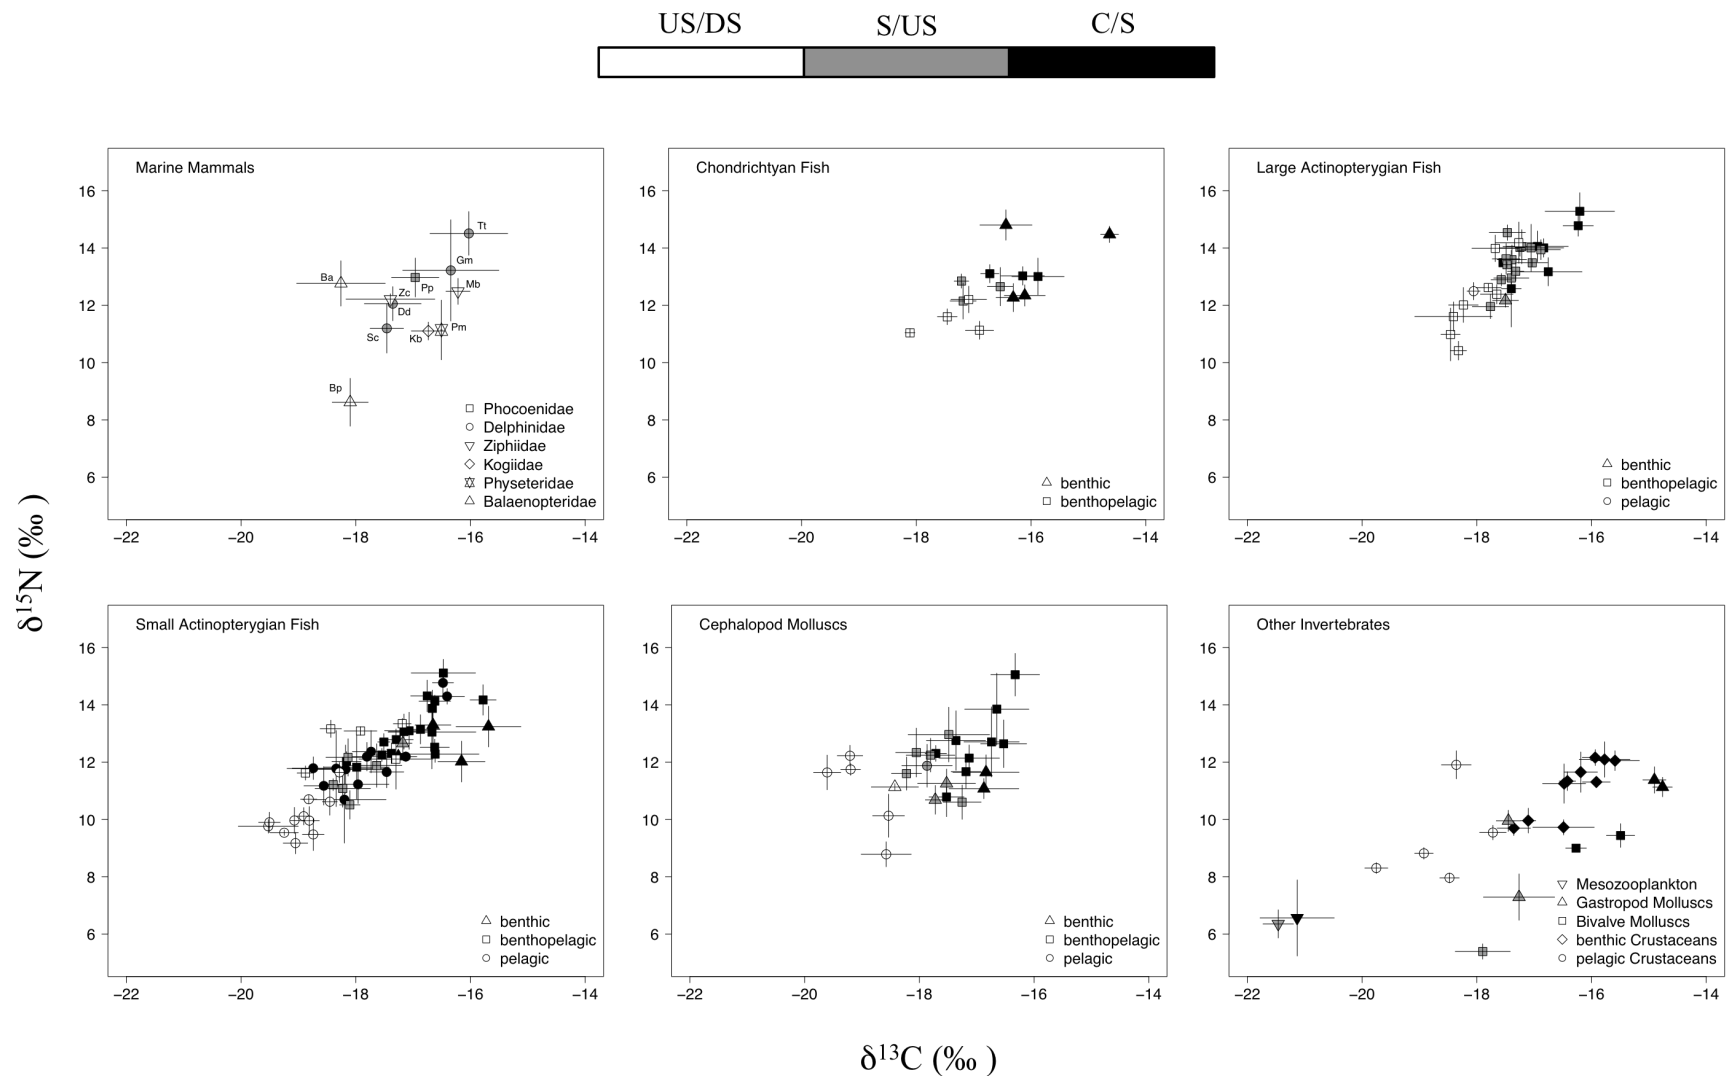 US/DS S/US C/S
Marine Mammals
16
14
12
10
8
6
Tt
Gm
Ba
Pp
Mb
Zc
Dd
Sc
Kb
Pm
Bp
Phocoenidae
Delphinidae
Ziphiidae
Kogiidae
Physeteridae
Balaenopteridae
−22 −20 −18 −16 −14
Chondrichtyan Fish
16
14
12
10
8
6
benthic
benthopelagic
−22 −20 −18 −16 −14
Large Actinopterygian Fish
16
14
12
10
8
6
benthic
benthopelagic
pelagic
−22 −20 −18 −16 −14
δ15N (‰ )
Small Actinopterygian Fish
16
14
12
10
8
6
benthic
benthopelagic
pelagic
−22 −20 −18 −16 −14
Cephalopod Molluscs
16
14
12
10
8
6
benthic
benthopelagic
pelagic
−22 −20 −18 −16 −14
Other Invertebrates
16
14
12
10
8
6
Mesozooplankton
Gastropod Molluscs
Bivalve Molluscs
benthic Crustaceans
pelagic Crustaceans
−22 −20 −18 −16 −14
δ13C (‰ )